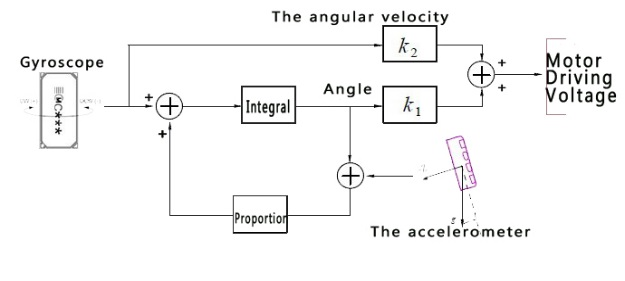 The angular velocity
k2
Gyroscope
Motor
Driving
Voltage
Angle
Integral
k1
Proportion
The accelerometer